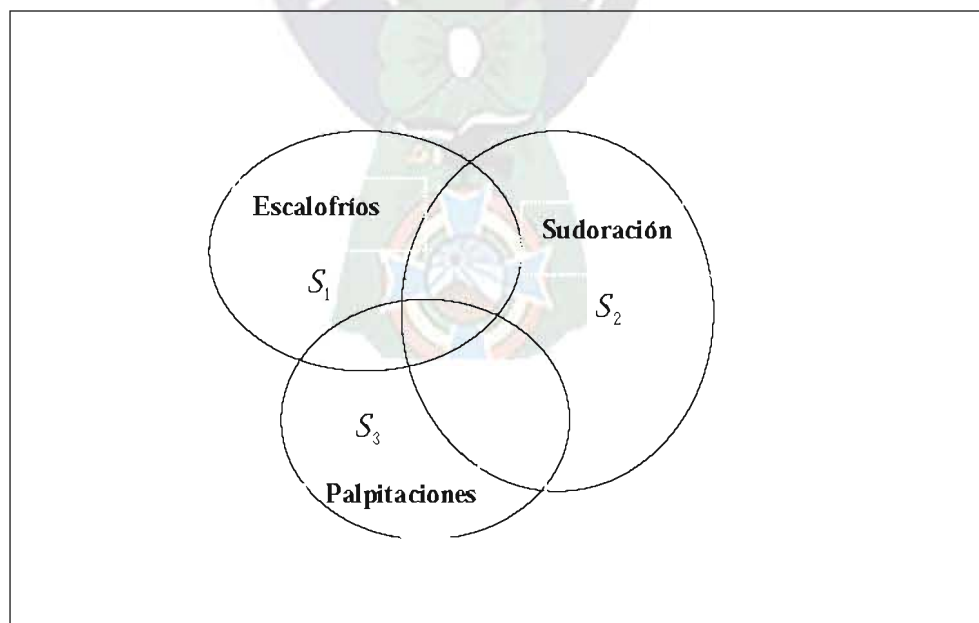 Escalofríos
Sudoración
S₁
S₂
S₃
Palpitaciones